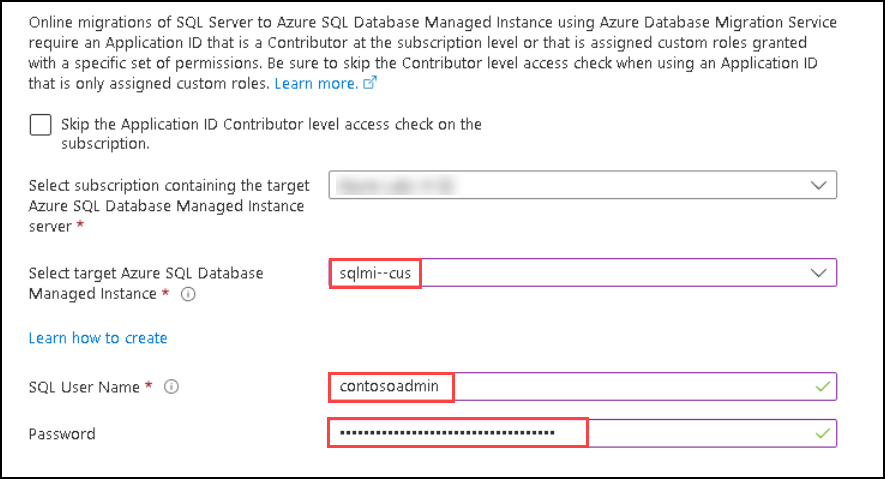 Online migrations of SQL Server to Azure SQL Database Managed Instance using Azure Database Migration Service
require an Application ID that is a Contributor at the subscription level or that is assigned custom roles granted
with a specific set of permissions. Be sure to skip the Contributor level access check when using an Application ID
that is only assigned custom roles. Learn more.
Skip the Application ID Contributor level access check on the
subscription.
Select subscription containing the target
Azure SQL Database Managed Instance
server *
Select target Azure SQL Database
Managed Instance *
sqlmi--cus
Learn how to create
SQL User Name *
contosoadmin
Password
••••••••••••••••••••••••••••••••••••